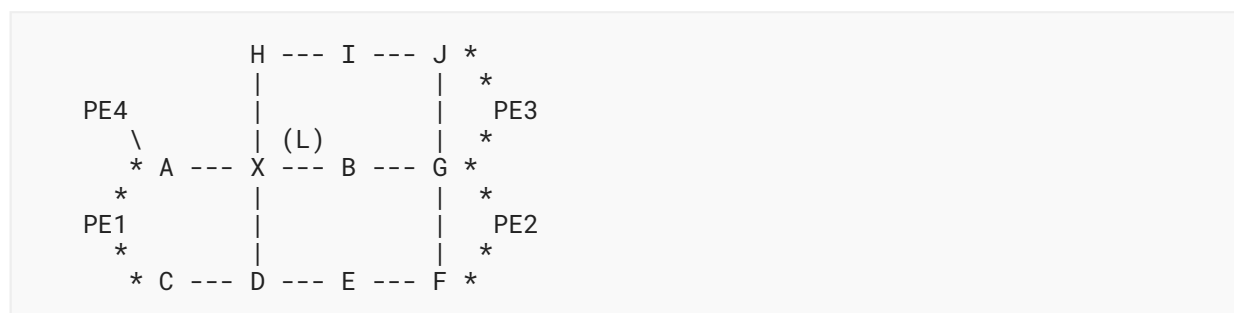 H --- I --- J *
|           |  *
PE4        |           |   PE3
\       | (L)       |  *
* A --- X --- B --- G *
*        |           |  *
PE1        |           |   PE2
*        |           |  *
* C --- D --- E --- F *